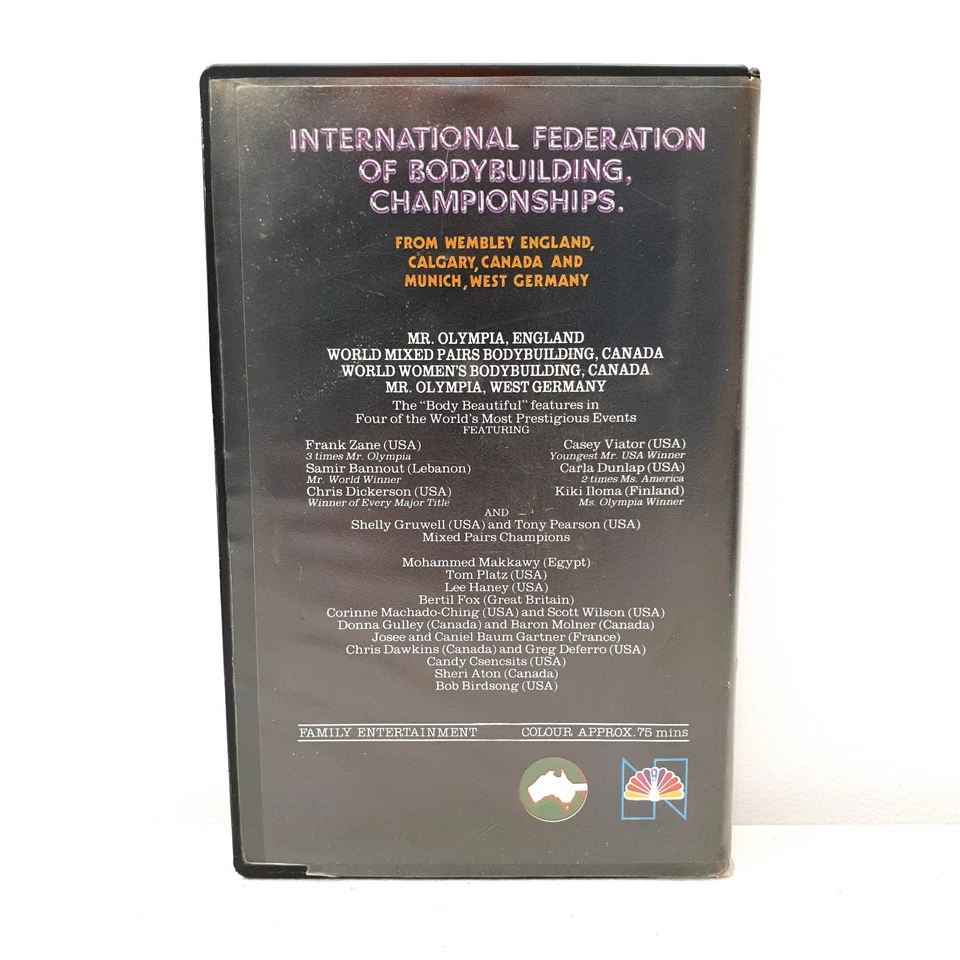 INTERNATIONAL FEDERATION
OF BODYBUILDING,
CHAMPIONSHIPS.
FROM WEMBLEY ENGLAND,
CALGARY, CANADA AND
MUNICH, WEST GERMANY
MR. OLYMPIA, ENGLAND
WORLD MIXED PAIRS BODYBUILDING, CANADA
WORLD WOMEN'S BODYBUILDING, CANADA
MR. OLYMPIA, WEST GERMANY
The "Body Beautiful" features in
Four of the World's Most Prestigious Events
FEATURING
Frank Zane (USA)
3 times Mr. Olympia
Samir Bannout (Lebanon)
Mr. World Winner
Chris Dickerson (USA)
Winner of Every Major Title
Casey Viator (USA)
Youngest Mr. USA Winner
Carla Dunlap (USA)
2 times Ms. America
Kiki Iloma (Finland)
Ms. Olympia Winner
AND
Shelly Gruwell (USA) and Tony Pearson (USA)
Mixed Pairs Champions
Mohammed Makkawy (Egypt)
Tom Platz (USA)
Lee Haney (USA)
Bertil Fox (Great Britain)
Corinne Machado-Ching (USA) and Scott Wilson (USA)
Donna Gulley (Canada) and Baron Molner (Canada)
Josee and Caniel Baum Gartner (France)
Chris Dawkins (Canada) and Greg Deferro (USA)
Candy Csencsits (USA)
Sheri Aton (Canada)
Bob Birdsong (USA)
FAMILY ENTERTAINMENT COLOUR APPROX. 75 mins